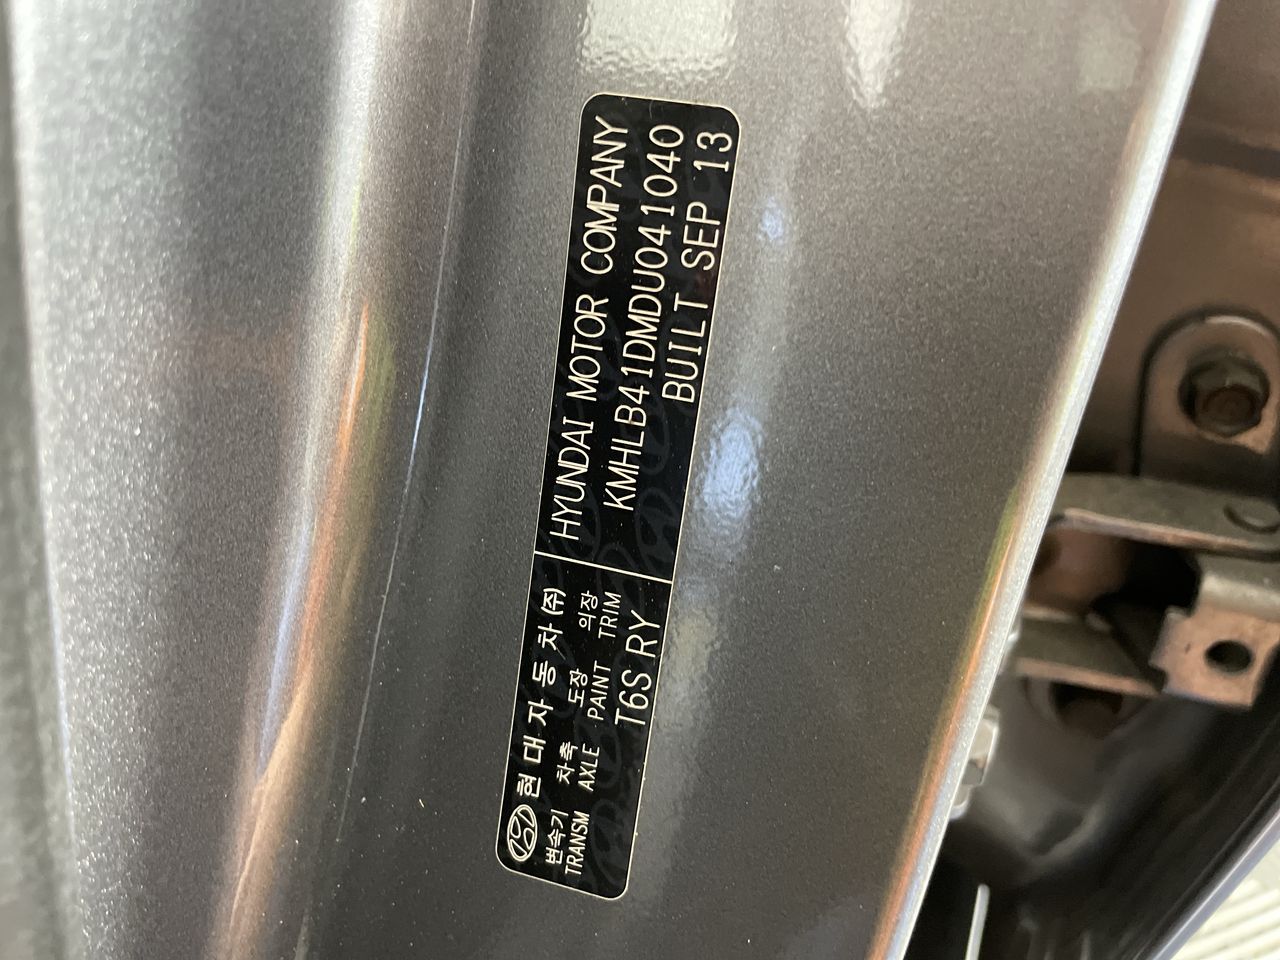 현대자동차(주)
변속기 차축 도장 의장
TRANSM AXLE PAINT TRIM
T6S RY
HYUNDAI MOTOR COMPANY
KMHLB41DMDU041040
BUILT SEP 13